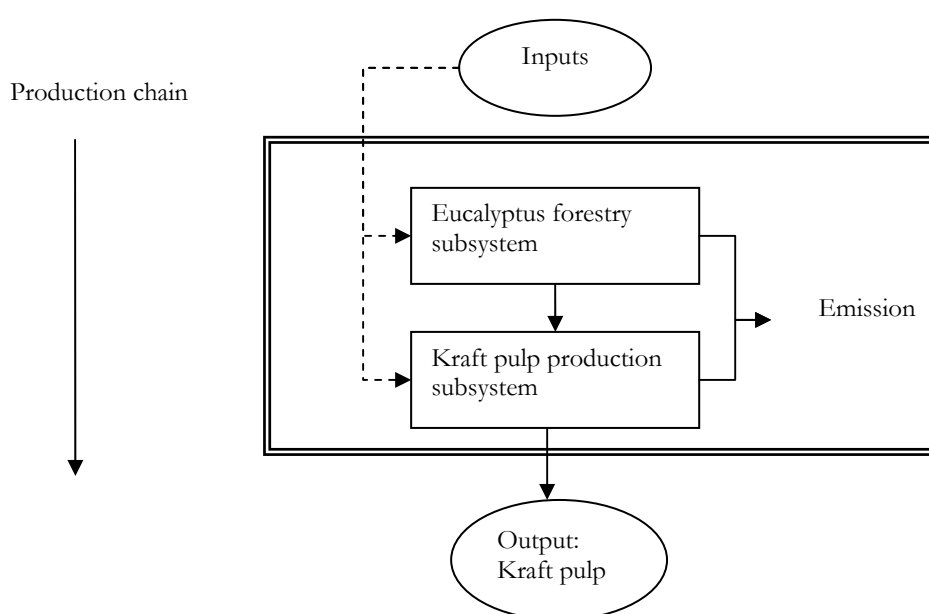 Inputs
Production chain
Eucalyptus forestry
subsystem
Emission
Kraft pulp production
subsystem
Output:
Kraft pulp